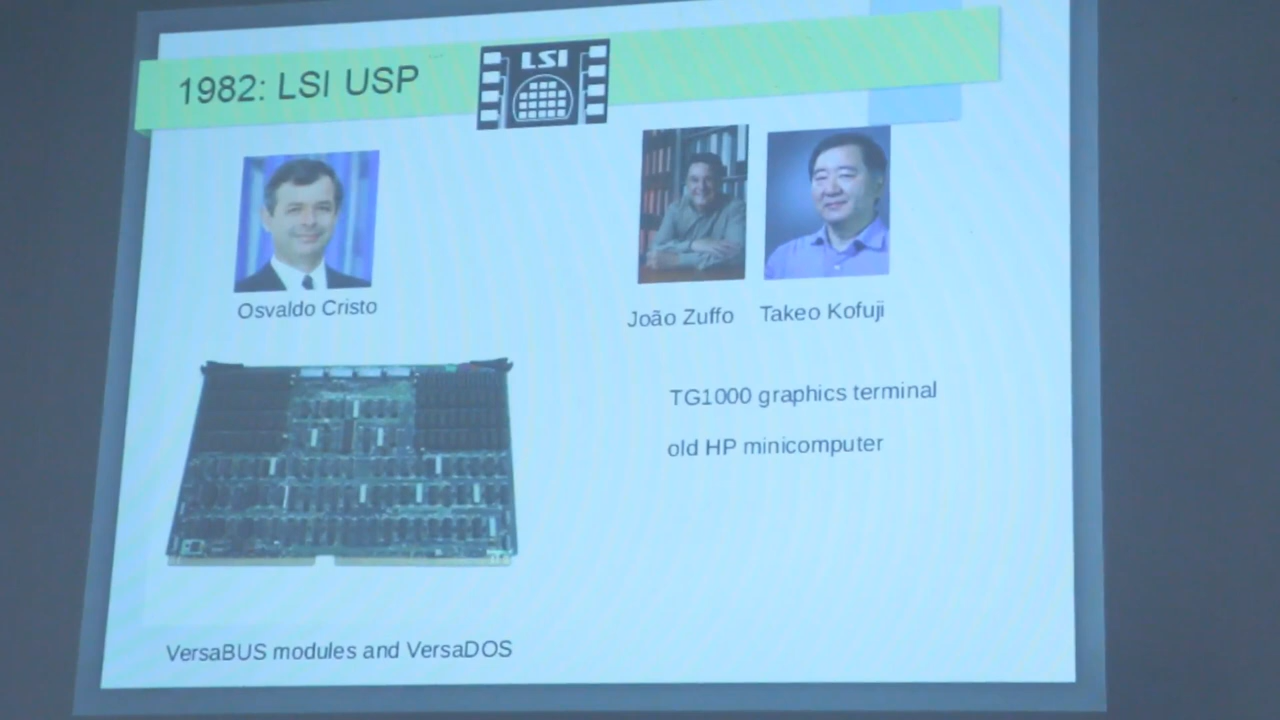 1982: LSI USP
LSI
Osvaldo Cristo
João Zuffo
Takeo Kofuji
TG1000 graphics terminal
old HP minicomputer
VersaBUS modules and VersaDOS